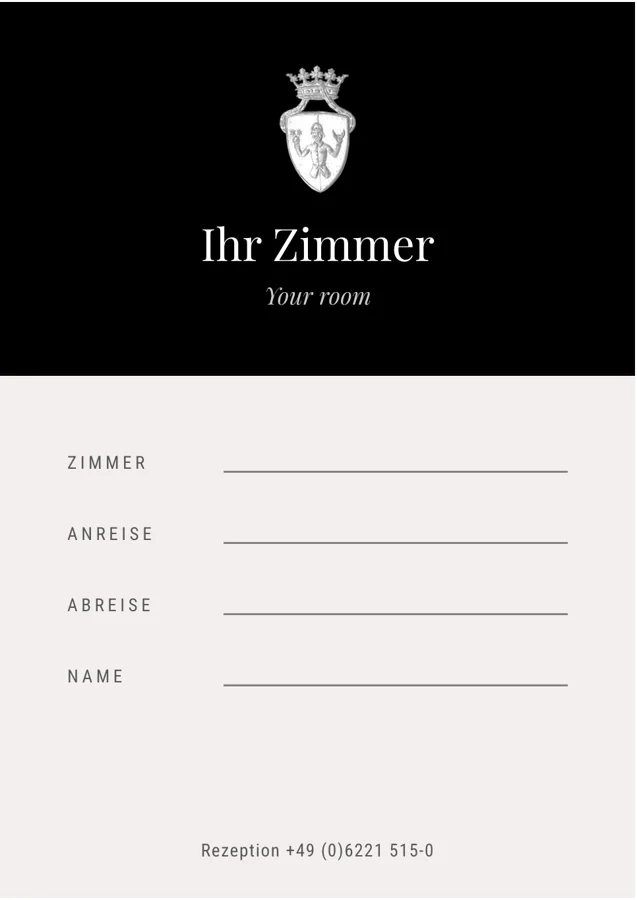 Ihr Zimmer
Your room
ZIMMER
ANREISE
ABREISE
NAME
Rezeption +49 (0)6221 515-0